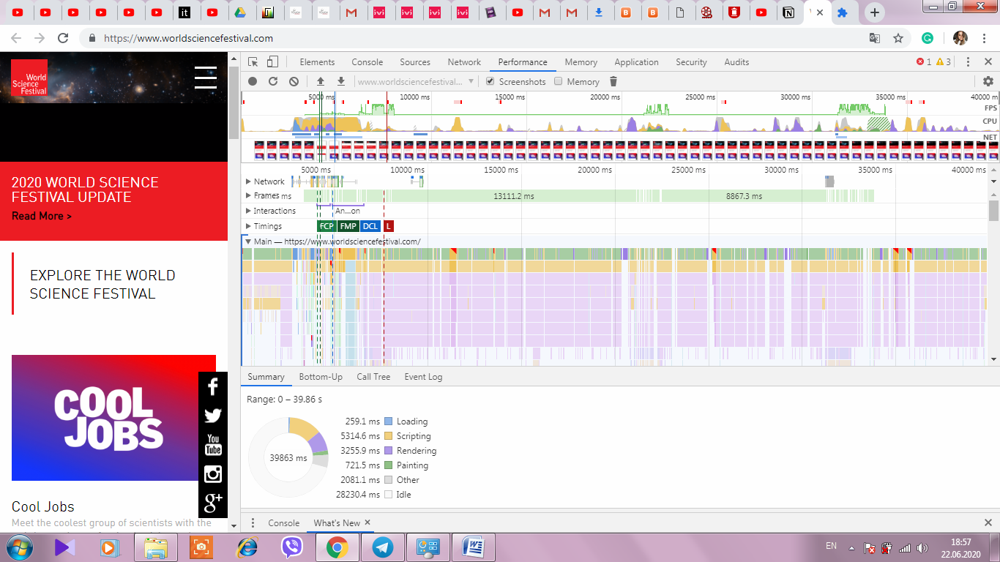 https://www.worldsciencefestival.com
World
Science
Festival
2020 WORLD SCIENCE
FESTIVAL UPDATE
Read More >
EXPLORE THE WORLD
SCIENCE FESTIVAL
COOL
JOBS
You
Tube
Cool Jobs
Meet the coolest group of scientists with the
Elements Console Sources Network Performance Memory Application Security Audits 1 3
www.worldsciencefestival... Screenshots Memory
5000 ms 10000 ms 15000 ms 20000 ms 25000 ms 30000 ms 35000 ms 40000 m
FPS
CPU
NET
5000 ms 10000 ms 15000 ms 20000 ms 25000 ms 30000 ms 35000 ms 40000 ms
Network
Frames ms 13111.2 ms 8867.3 ms
Interactions An...on
Timings FCP FMP DCL L
Main — https://www.worldsciencefestival.com/
Summary Bottom-Up Call Tree Event Log
Range: 0 – 39.86 s
39863 ms
259.1 ms Loading
5314.6 ms Scripting
3255.9 ms Rendering
721.5 ms Painting
2081.1 ms Other
28230.4 ms Idle
Console What's New
EN
18:57
22.06.2020